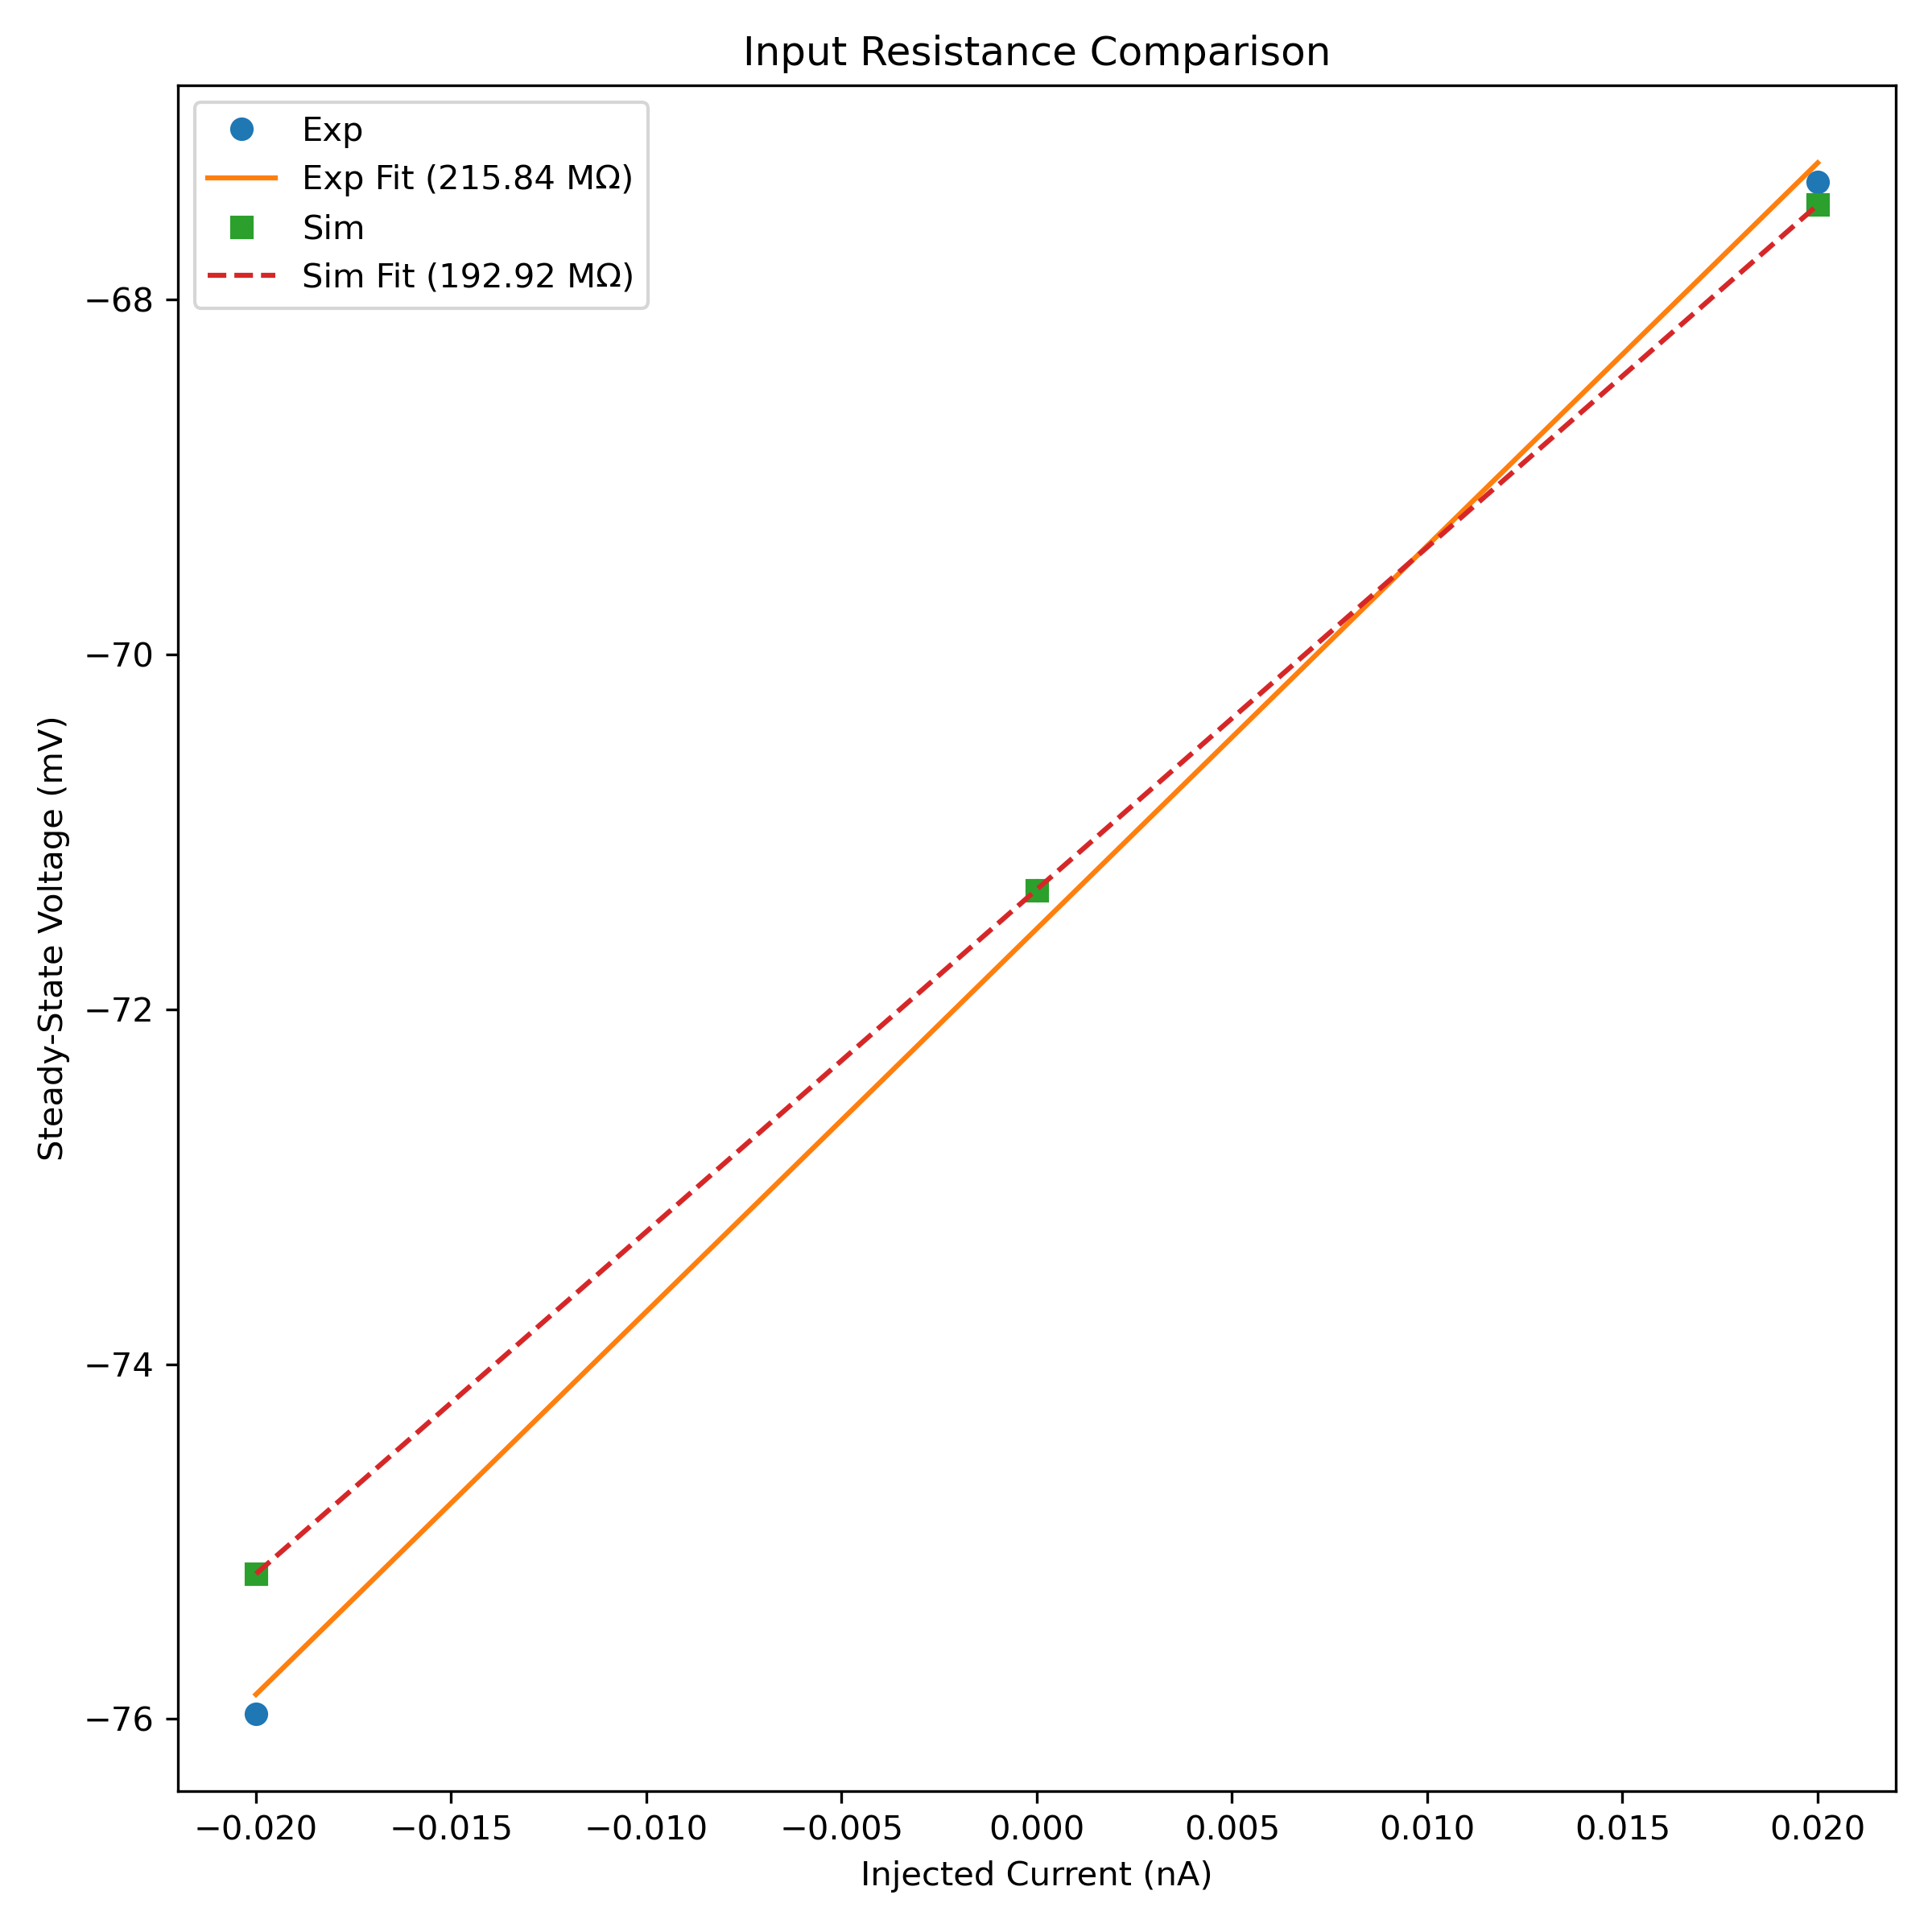 Input Resistance Comparison
Exp
Exp Fit (215.84 MΩ)
Sim
Sim Fit (192.92 MΩ)
−68
−70
−72
−74
−76
Steady-State Voltage (mV)
−0.020 −0.015 −0.010 −0.005 0.000 0.005 0.010 0.015 0.020
Injected Current (nA)